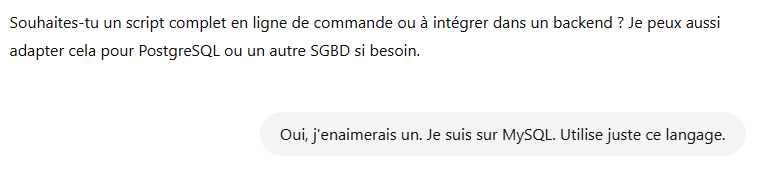 Souhaites-tu un script complet en ligne de commande ou à intégrer dans un backend ? Je peux aussi
adapter cela pour PostgreSQL ou un autre SGBD si besoin.
Oui, j'enaimerais un. Je suis sur MySQL. Utilise juste ce langage.